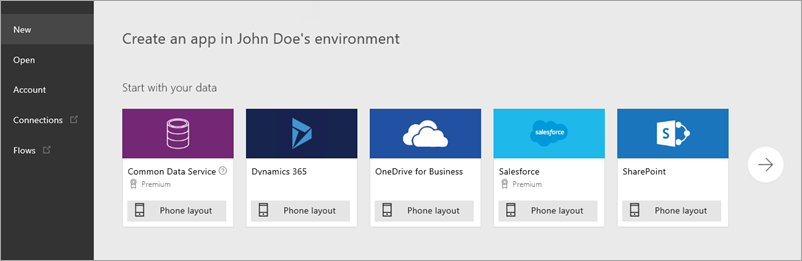 New
Open
Account
Connections
Flows
Create an app in John Doe's environment
Start with your data
Common Data Service ?
Premium
Phone layout
Dynamics 365
Phone layout
OneDrive for Business
Phone layout
salesforce
Salesforce
Premium
Phone layout
S
SharePoint
Phone layout